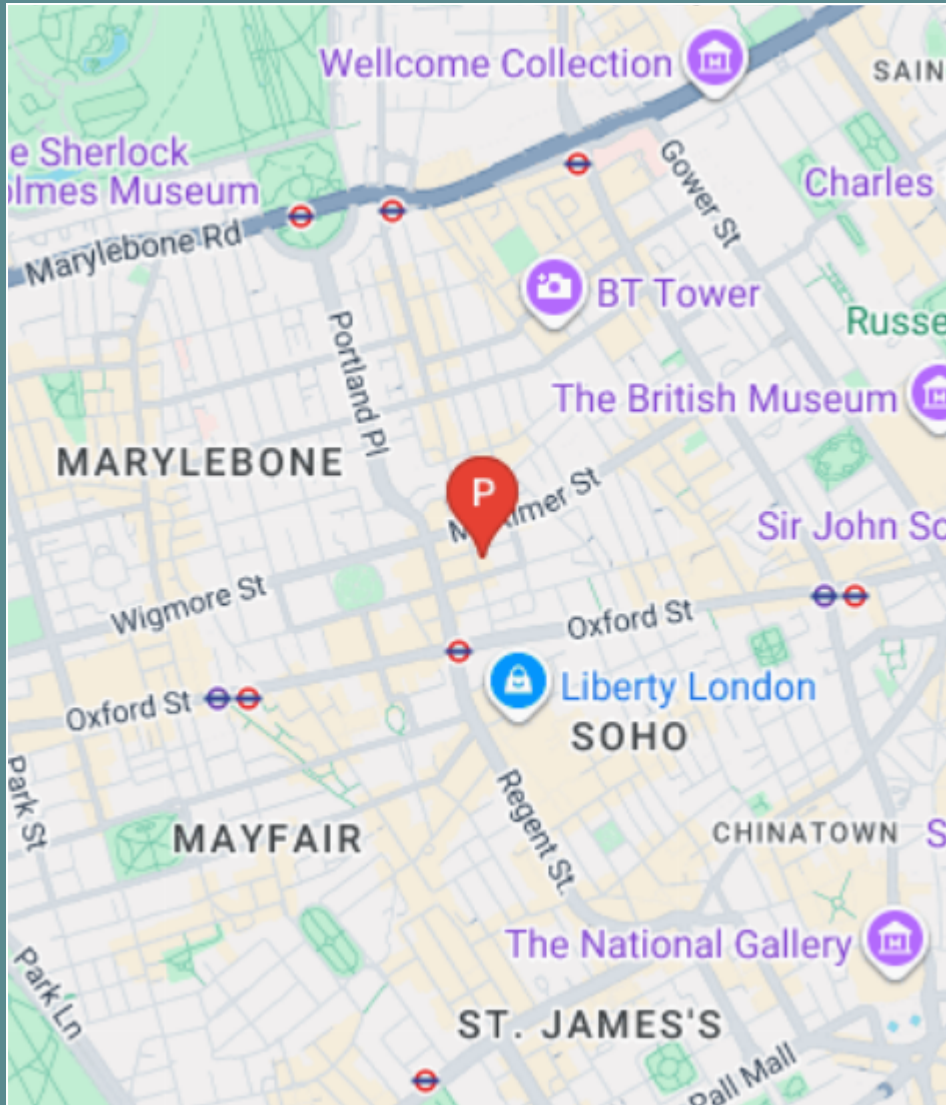 Wellcome Collection
SAIN
e Sherlock
olmes Museum
Gower St
Charles
Marylebone Rd
BT Tower
Portland Pl
Russe
The British Museum
MARYLEBONE
P
M
imer St
Sir John So
Wigmore St
Oxford St
Liberty London
Oxford St
SOHO
Park St
Regent St.
MAYFAIR
CHINATOWN
S
The National Gallery
Park Ln
ST. JAMES'S
Pall Mall